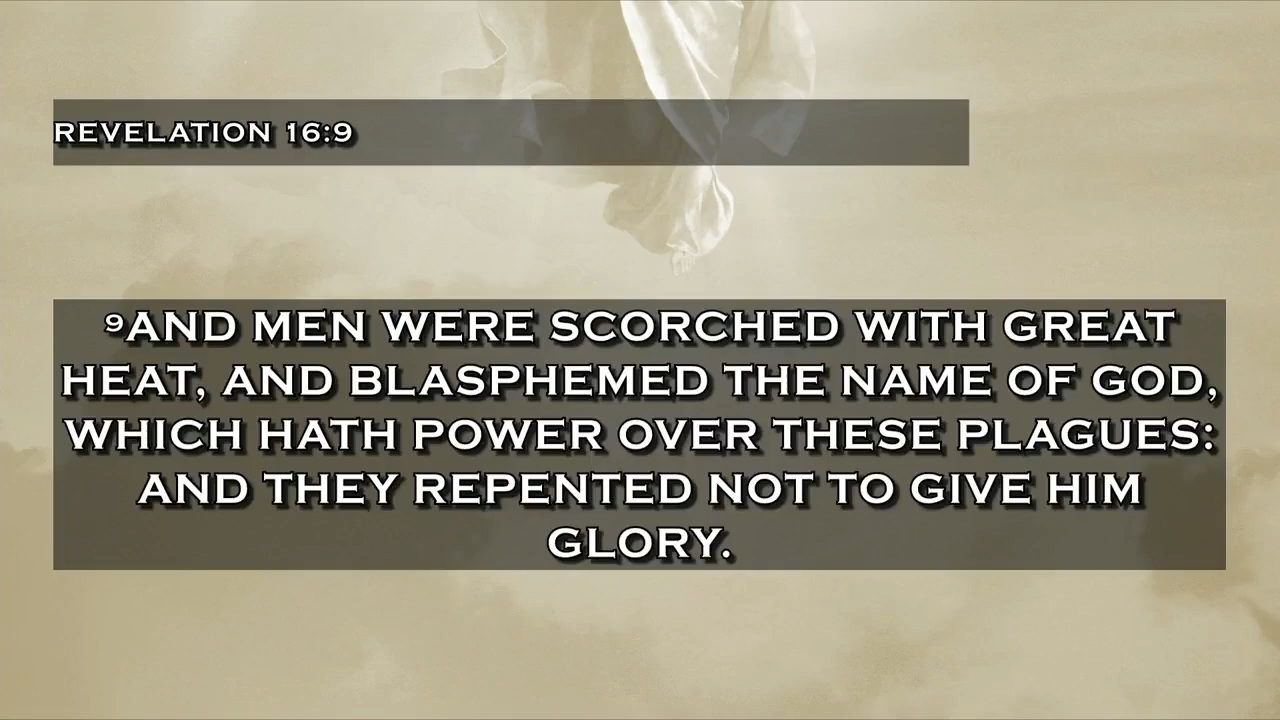 REVELATION 16:9
⁹AND MEN WERE SCORCHED WITH GREAT
HEAT, AND BLASPHEMED THE NAME OF GOD,
WHICH HATH POWER OVER THESE PLAGUES:
AND THEY REPENTED NOT TO GIVE HIM
GLORY.